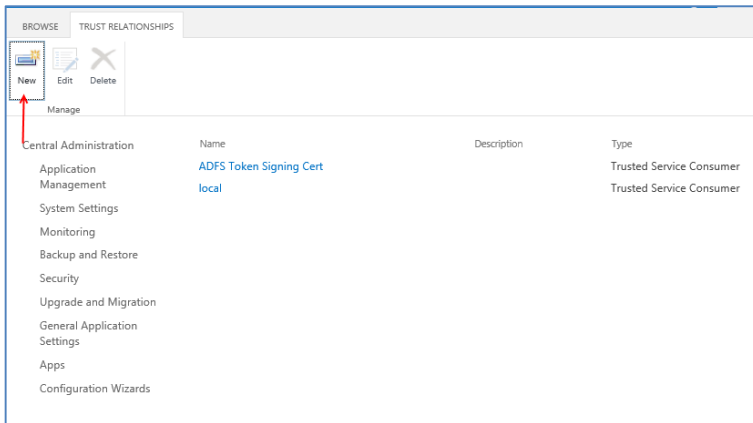 BROWSE TRUST RELATIONSHIPS
New Edit Delete
Manage
Central Administration
Application
Management
System Settings
Monitoring
Backup and Restore
Security
Upgrade and Migration
General Application
Settings
Apps
Configuration Wizards
Name Description Type
ADFS Token Signing Cert Trusted Service Consumer
local Trusted Service Consumer